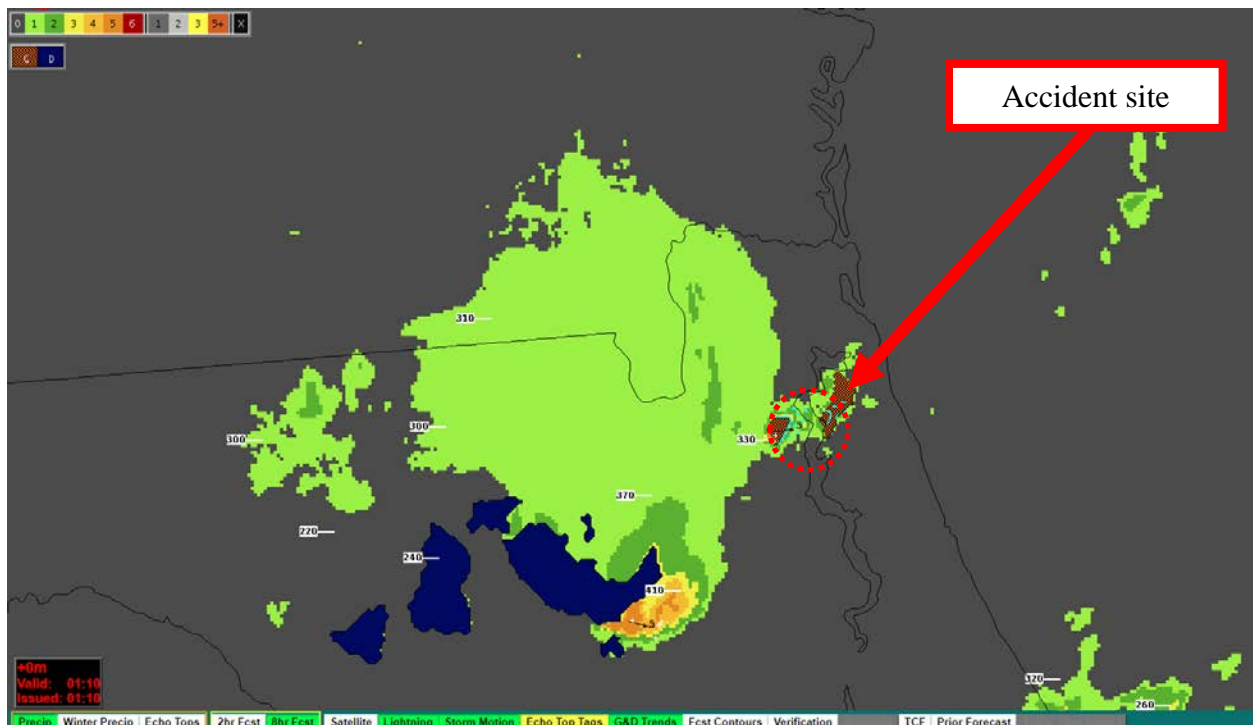 0 1 2 3 4 5 6 1 2 3 5+ X
C D
Accident site
310
300
300
330
5
370
220
240
410
5
320
260
+0m
Valid: 01:10
Issued: 01:10
Precip Winter Precip Echo Tops 2hr Fcst 8hr Fcst Satellite Lightning Storm Motion Echo Top Tags G&D Trends Fcst Contours Verification TCF Prior Forecast